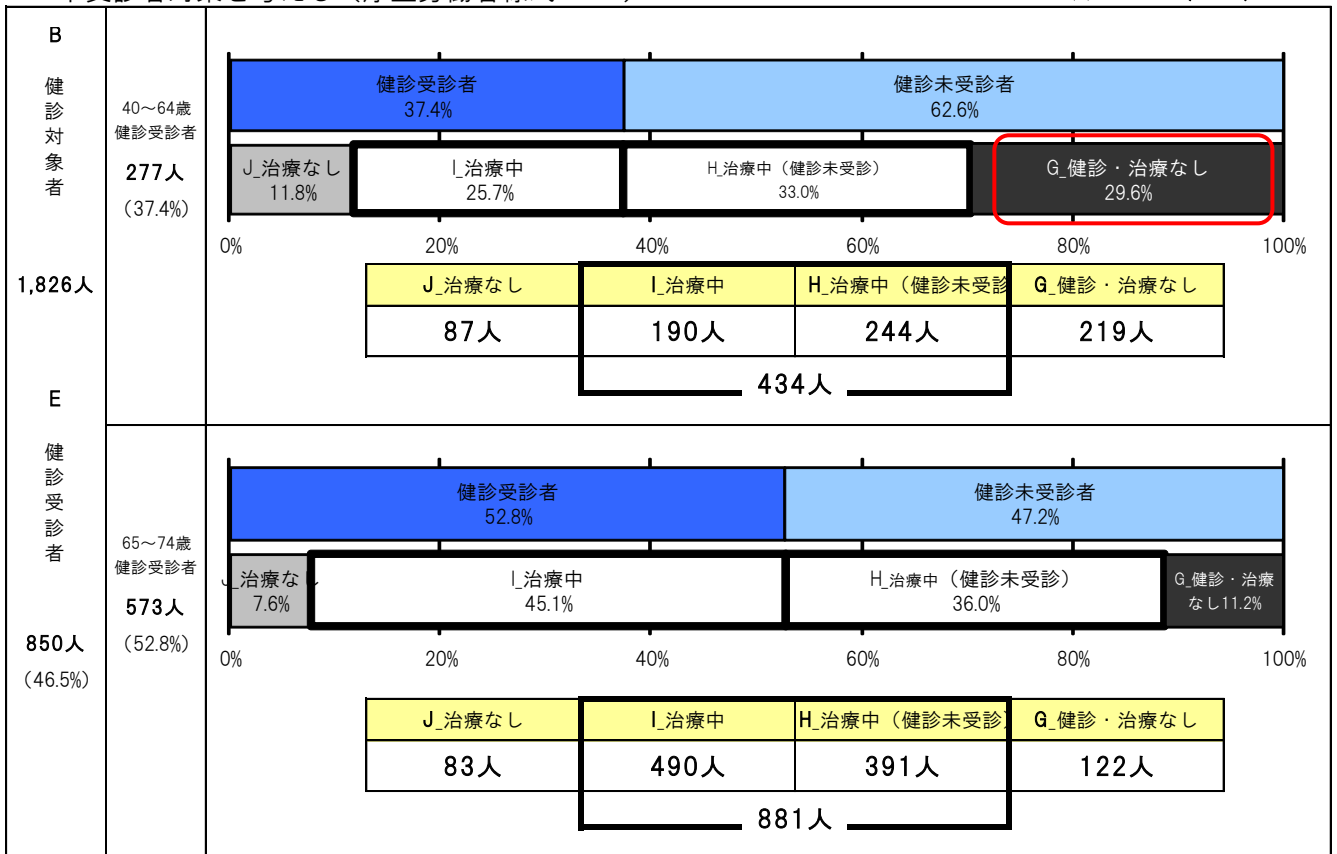 B
健診対象者
1,826人
E
健診受診者
850人
(46.5%)
40～64歳
健診受診者
277人
(37.4%)
健診受診者
37.4%
健診未受診者
62.6%
J_治療なし
11.8%
I_治療中
25.7%
H_治療中（健診未受診）
33.0%
G_健診・治療なし
29.6%
0% 20% 40% 60% 80% 100%
J_治療なし I_治療中 H_治療中（健診未受診 G_健診・治療なし
87人 190人 244人 219人
434人
65～74歳
健診受診者
573人
(52.8%)
健診受診者
52.8%
健診未受診者
47.2%
J_治療なし
7.6%
I_治療中
45.1%
H_治療中（健診未受診）
36.0%
G_健診・治療
なし11.2%
0% 20% 40% 60% 80% 100%
J_治療なし I_治療中 H_治療中（健診未受診） G_健診・治療なし
83人 490人 391人 122人
881人